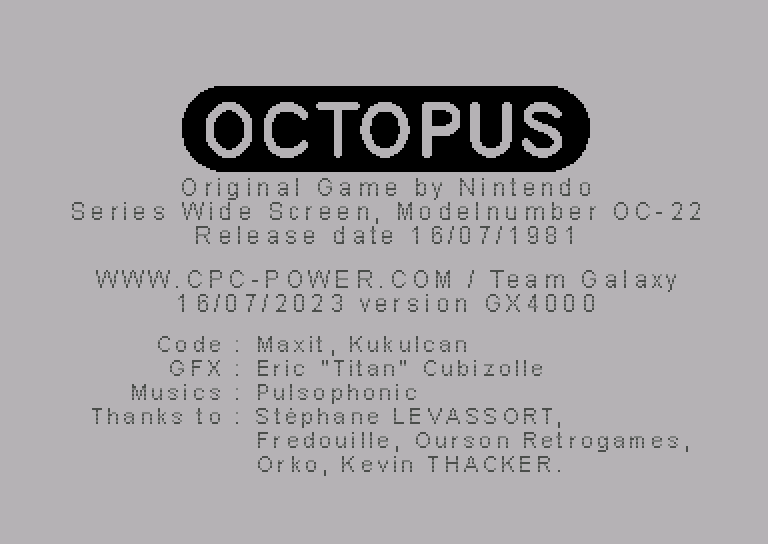 OCTOPUS
Original Game by Nintendo
Series Wide Screen, Modelnumber OC-22
Release date 16/07/1981
WWW.CPC-POWER.COM / Team Galaxy
16/07/2023 version GX4000
Code : Maxit, Kukulcan
GFX : Eric "Titan" Cubizolle
Musics : Pulsophonic
Thanks to : Stéphane LEVASSORT,
Fredouille, Ourson Retrogames,
Orko, Kevin THACKER.